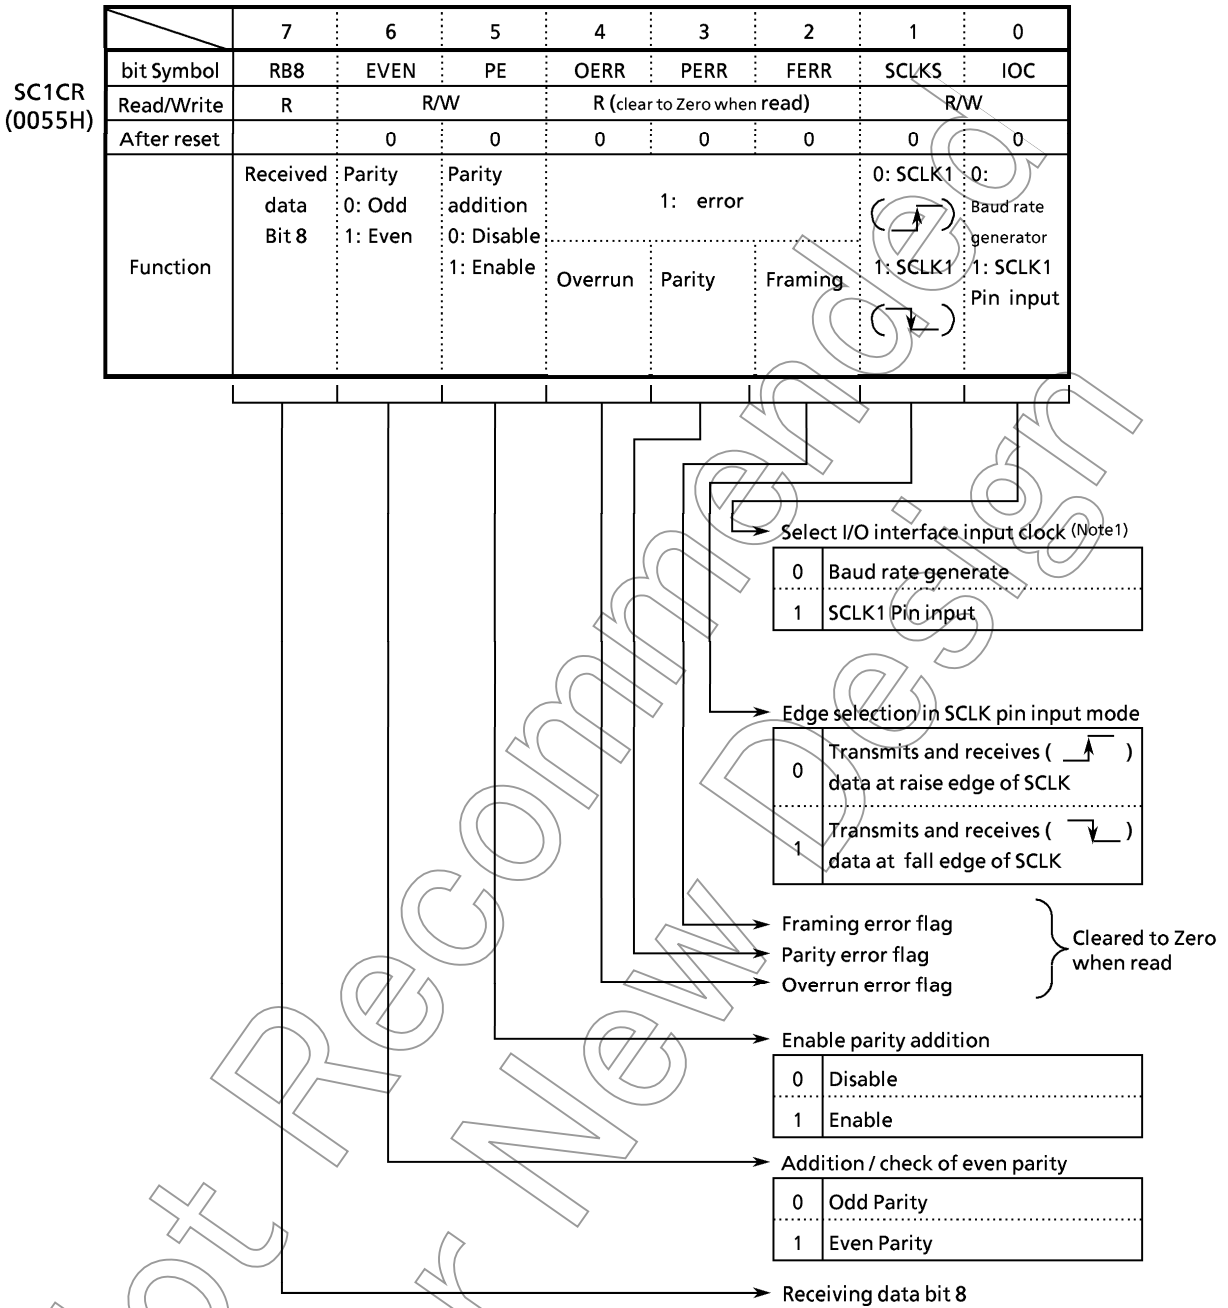 7 6 5 4 3 2 1 0
bit Symbol RB8 EVEN PE OERR PERR FERR SCLKS IOC
SC1CR
(0055H)
Read/Write R R/W R (clear to Zero when read) R/W
After reset 0 0 0 0 0 0 0
Function
Received
data
Bit 8
Parity
0: Odd
1: Even
Parity
addition
0: Disable
1: Enable
1: error
Overrun
Parity
Framing
0: SCLK1
( )
1: SCLK1
( )
0:
Baud rate
generator
1: SCLK1
Pin input
Select I/O interface input clock (Note1)
0 Baud rate generate
1 SCLK1 Pin input
Edge selection in SCLK pin input mode
0 Transmits and receives ( )
data at raise edge of SCLK
1 Transmits and receives ( )
data at fall edge of SCLK
Framing error flag
Parity error flag
Overrun error flag
Cleared to Zero
when read
Enable parity addition
0 Disable
1 Enable
Addition / check of even parity
0 Odd Parity
1 Even Parity
Receiving data bit 8
ot Recommended
r New Design